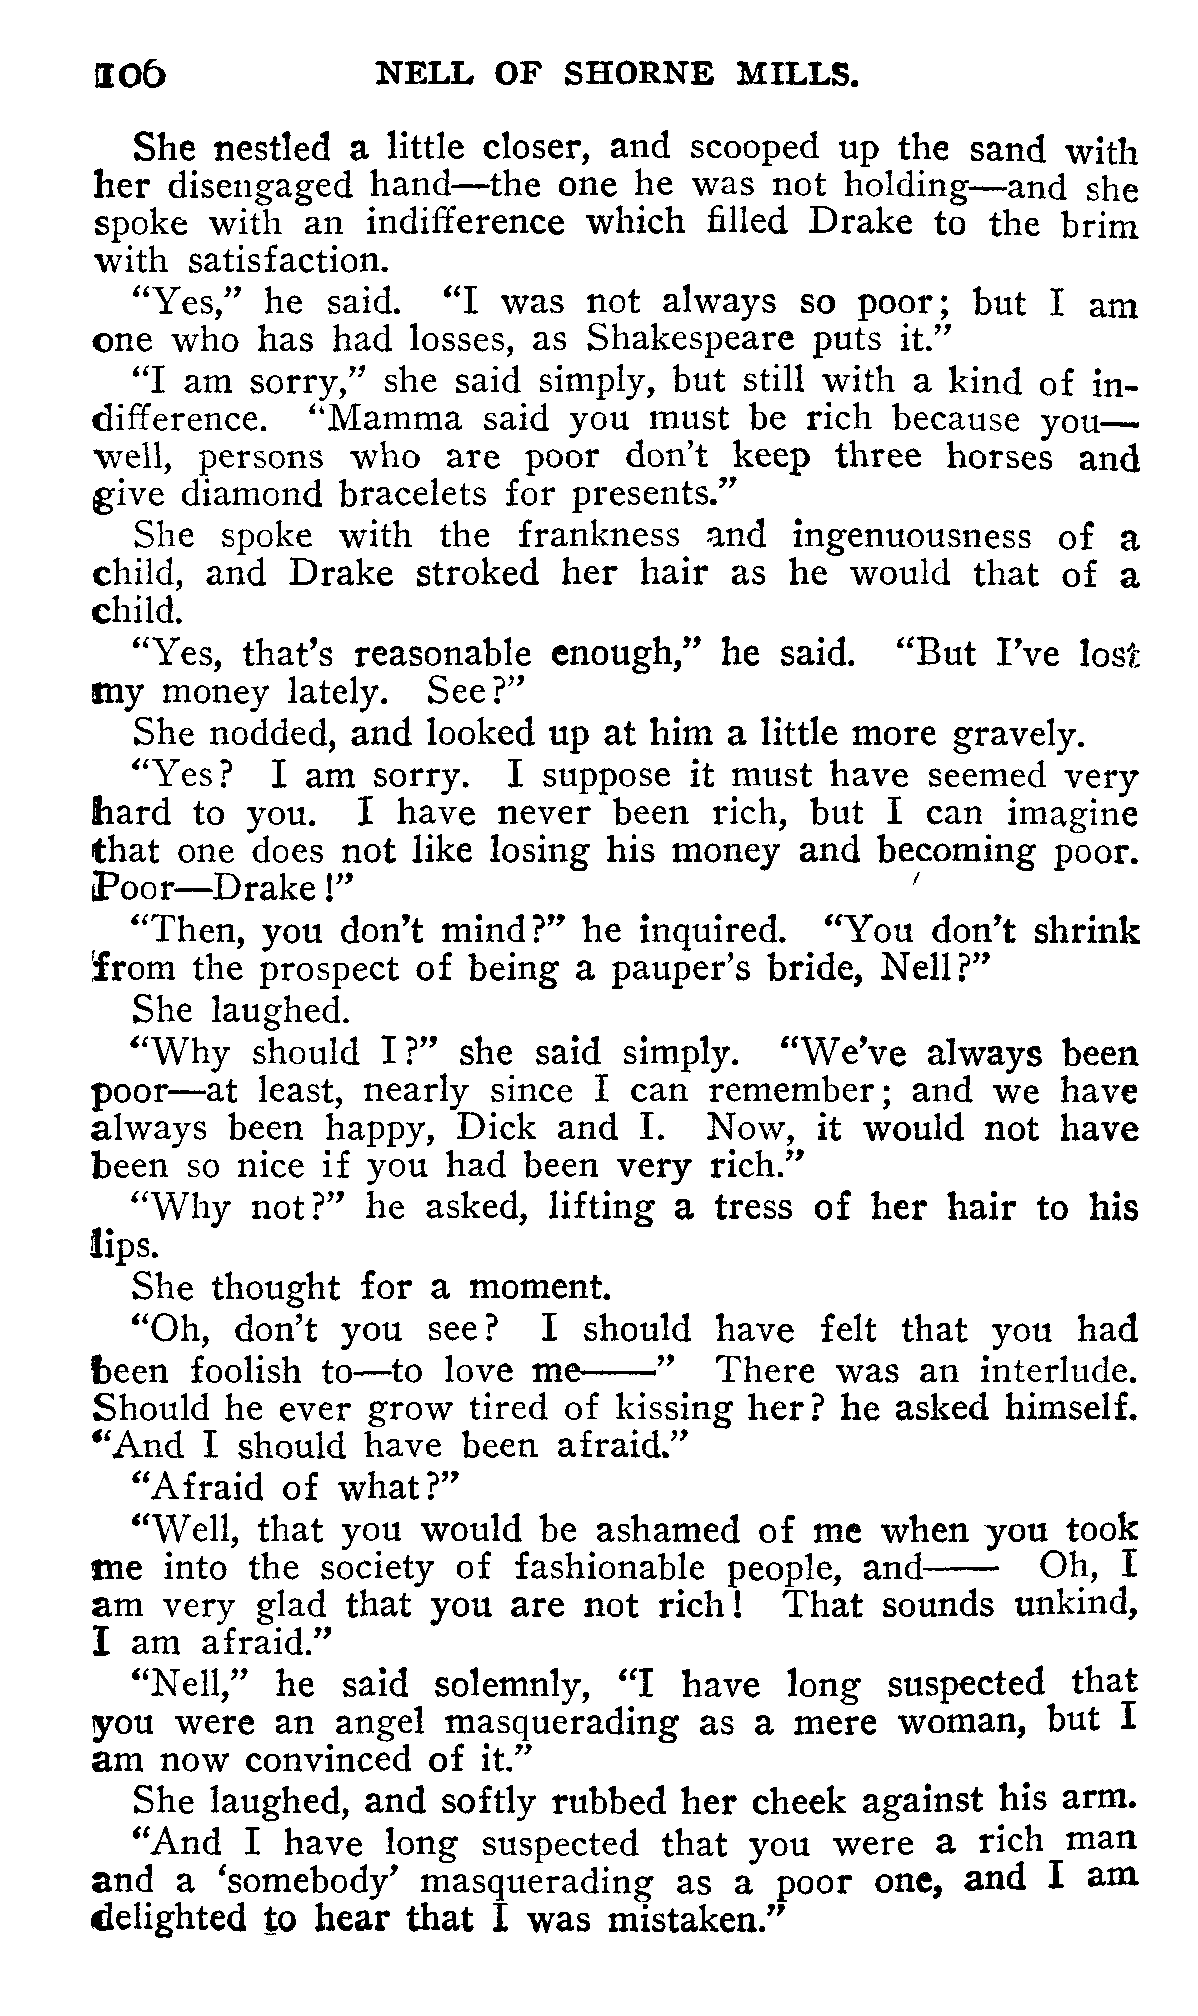 106 NELL OF SHORNE MILLS.
She nestled a little closer, and scooped up the sand with
her disengaged hand—the one he was not holding—and she
spoke with an indifference which filled Drake to the brim
with satisfaction.
"Yes," he said. "I was not always so poor; but I am
one who has had losses, as Shakespeare puts it."
"I am sorry," she said simply, but still with a kind of in-
difference. "Mamma said you must be rich because you—
well, persons who are poor don't keep three horses and
give diamond bracelets for presents."
She spoke with the frankness and ingenuousness of a
child, and Drake stroked her hair as he would that of a
child.
"Yes, that's reasonable enough," he said. "But I've lost
my money lately. See?"
She nodded, and looked up at him a little more gravely.
"Yes? I am sorry. I suppose it must have seemed very
hard to you. I have never been rich, but I can imagine
that one does not like losing his money and becoming poor.
Poor—Drake!"
"Then, you don't mind?" he inquired. "You don't shrink
from the prospect of being a pauper's bride, Nell?"
She laughed.
"Why should I?" she said simply. "We've always been
poor—at least, nearly since I can remember; and we have
always been happy, Dick and I. Now, it would not have
been so nice if you had been very rich."
"Why not?" he asked, lifting a tress of her hair to his
lips.
She thought for a moment.
"Oh, don't you see? I should have felt that you had
been foolish to—to love me——" There was an interlude.
Should he ever grow tired of kissing her? he asked himself.
"And I should have been afraid."
"Afraid of what?"
"Well, that you would be ashamed of me when you took
me into the society of fashionable people, and—— Oh, I
am very glad that you are not rich! That sounds unkind,
I am afraid."
"Nell," he said solemnly, "I have long suspected that
you were an angel masquerading as a mere woman, but I
am now convinced of it."
She laughed, and softly rubbed her cheek against his arm.
"And I have long suspected that you were a rich man
and a 'somebody' masquerading as a poor one, and I am
delighted to hear that I was mistaken."